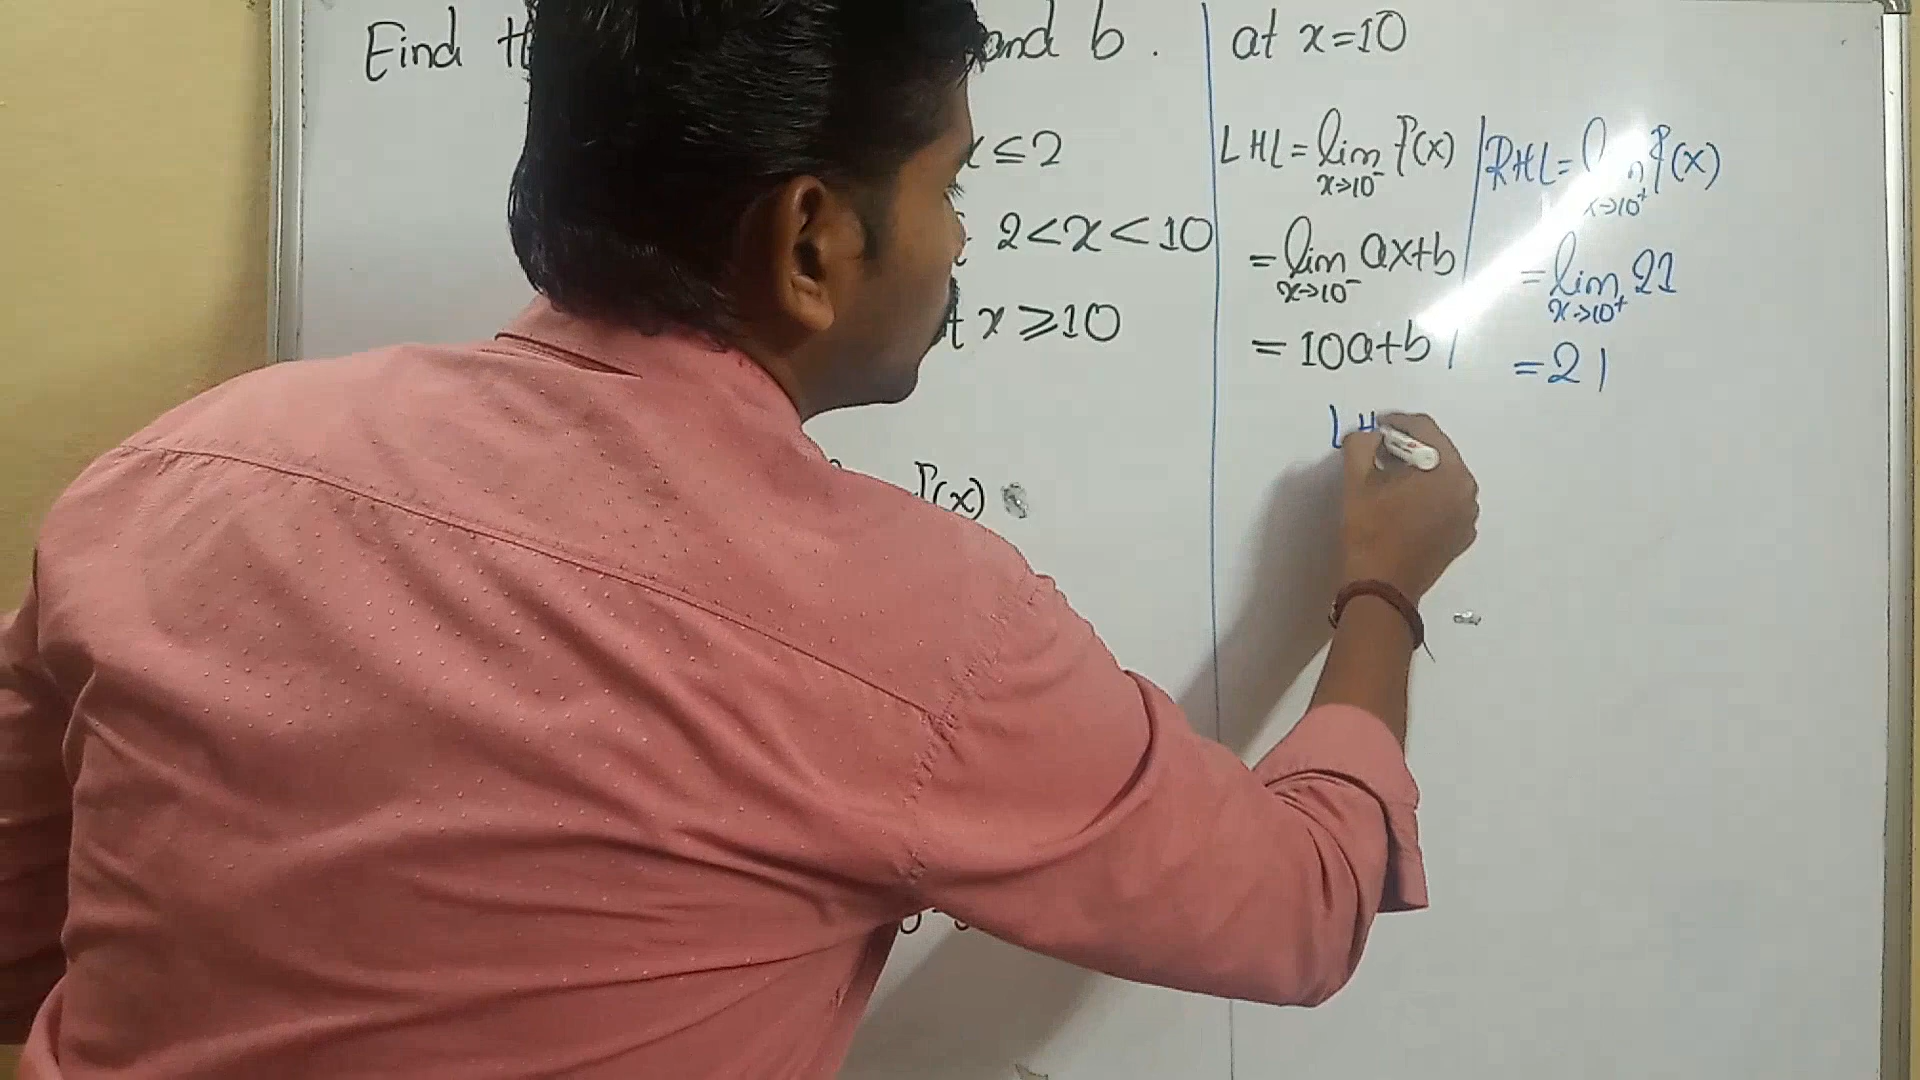 Find and b.
x ≤ 2
2 < x < 10
x ≥ 10
f(x)
at x=10
LHL = lim f(x)
x→10⁻
= lim ax+b
x→10⁻
= 10a+b
RHL = lim f(x)
x→10⁺
= lim 21
x→10⁺
= 21
LH